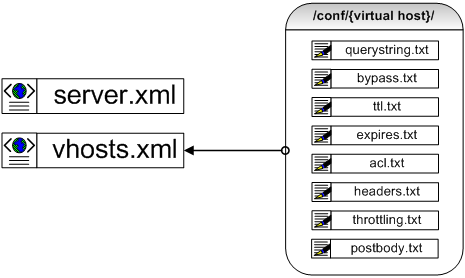 /conf/{virtual host}/
querystring.txt
bypass.txt
ttl.txt
expires.txt
acl.txt
headers.txt
throttling.txt
postbody.txt
server.xml
vhosts.xml